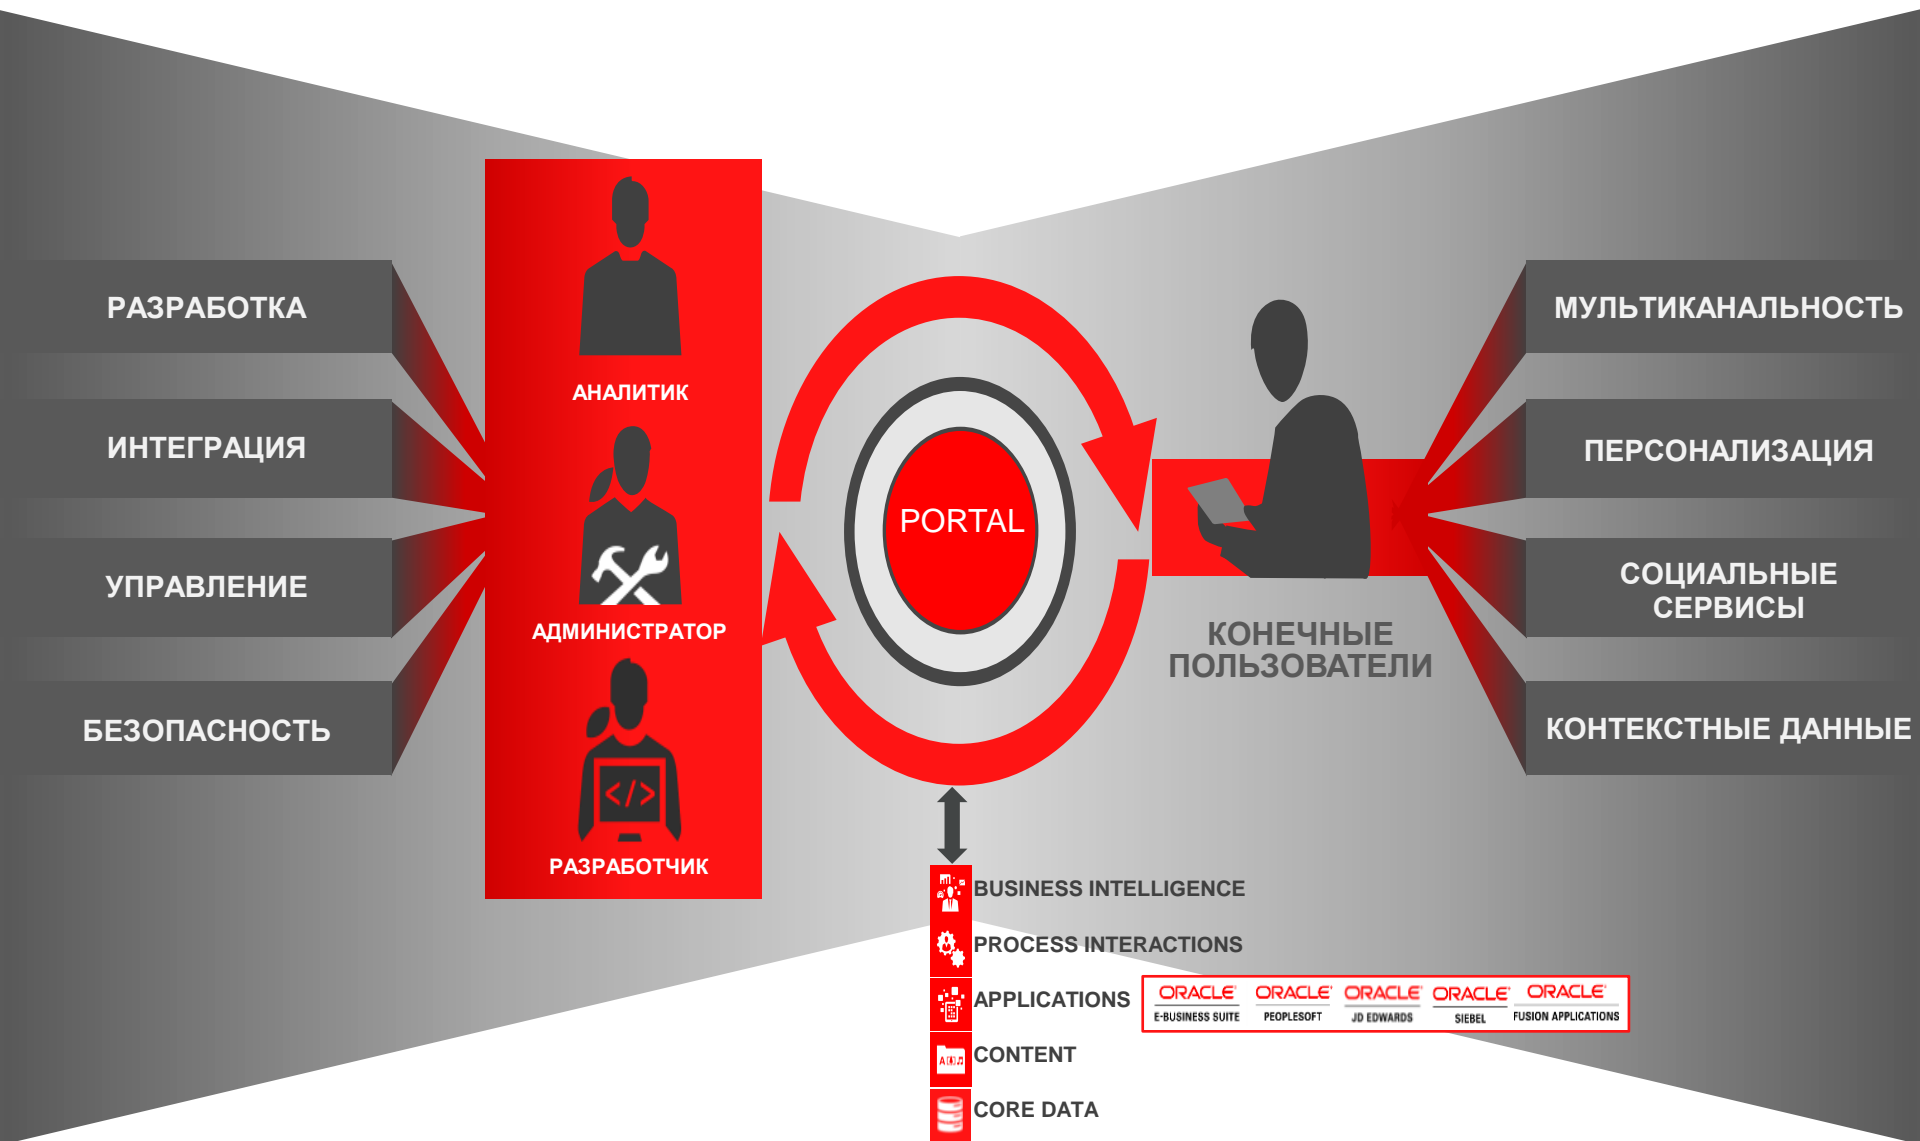 РАЗРАБОТКА
ИНТЕГРАЦИЯ
УПРАВЛЕНИЕ
БЕЗОПАСНОСТЬ
АНАЛИТИК
АДМИНИСТРАТОР
</>
РАЗРАБОТЧИК
PORTAL
КОНЕЧНЫЕ
ПОЛЬЗОВАТЕЛИ
МУЛЬТИКАНАЛЬНОСТЬ
ПЕРСОНАЛИЗАЦИЯ
СОЦИАЛЬНЫЕ
СЕРВИСЫ
КОНТЕКСТНЫЕ ДАННЫЕ
BUSINESS INTELLIGENCE
PROCESS INTERACTIONS
APPLICATIONS
ORACLE
E-BUSINESS SUITE
ORACLE
PEOPLESOFT
ORACLE
JD EDWARDS
ORACLE
SIEBEL
ORACLE
FUSION APPLICATIONS
CONTENT
CORE DATA